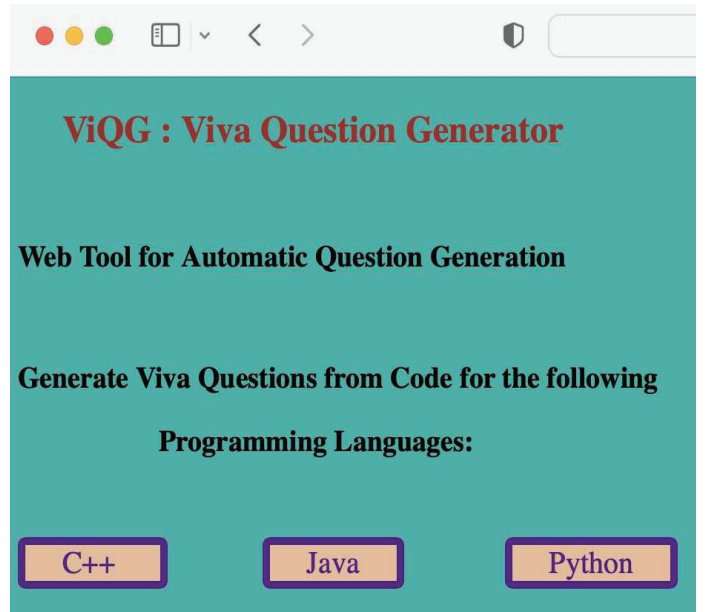 ViQG : Viva Question Generator
Web Tool for Automatic Question Generation
Generate Viva Questions from Code for the following
Programming Languages:
C++ Java Python